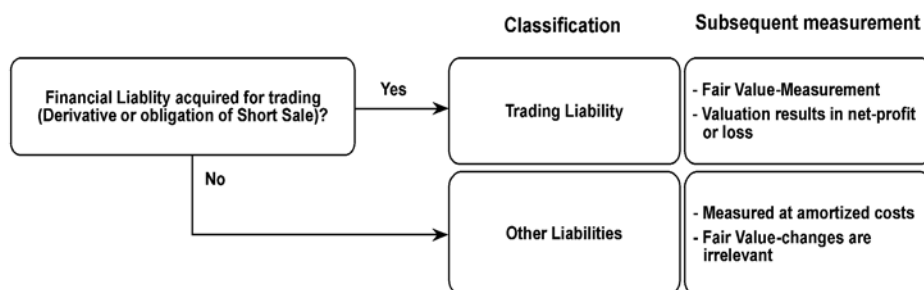 Classification
Subsequent measurement
Financial Liablity acquired for trading
(Derivative or obligation of Short Sale)?
Yes
Trading Liability
- Fair Value-Measurement
- Valuation results in net-profit
or loss
No
Other Liabilities
- Measured at amortized costs
- Fair Value-changes are
irrelevant